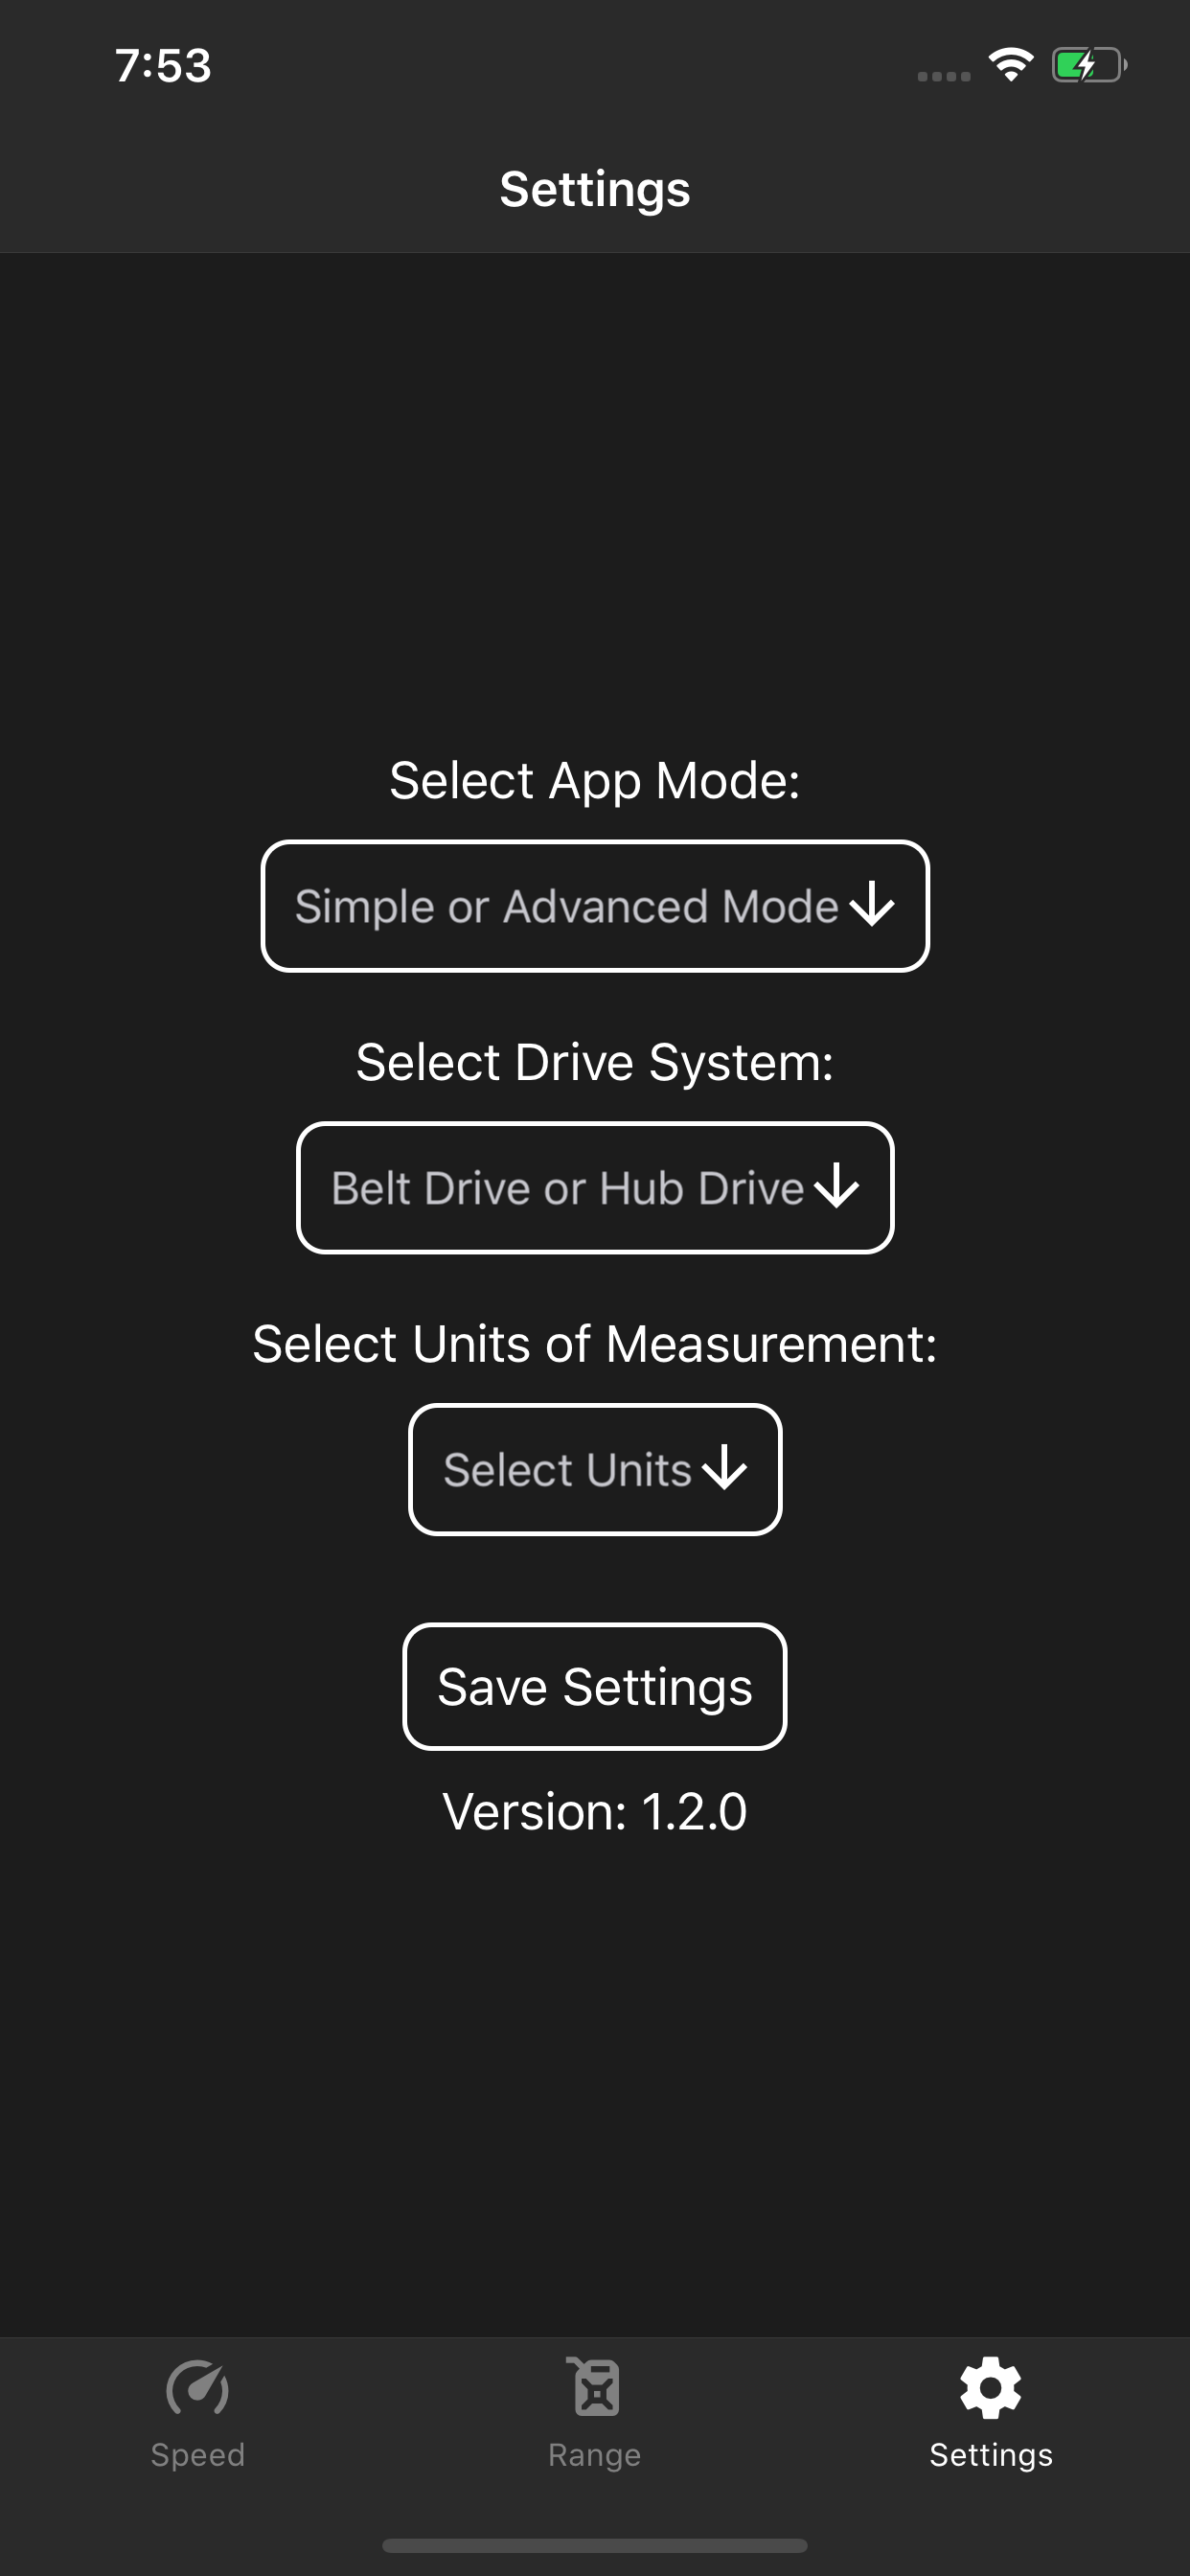 7:53
Settings
Select App Mode:
Simple or Advanced Mode
Select Drive System:
Belt Drive or Hub Drive
Select Units of Measurement:
Select Units
Save Settings
Version: 1.2.0
Speed
Range
Settings